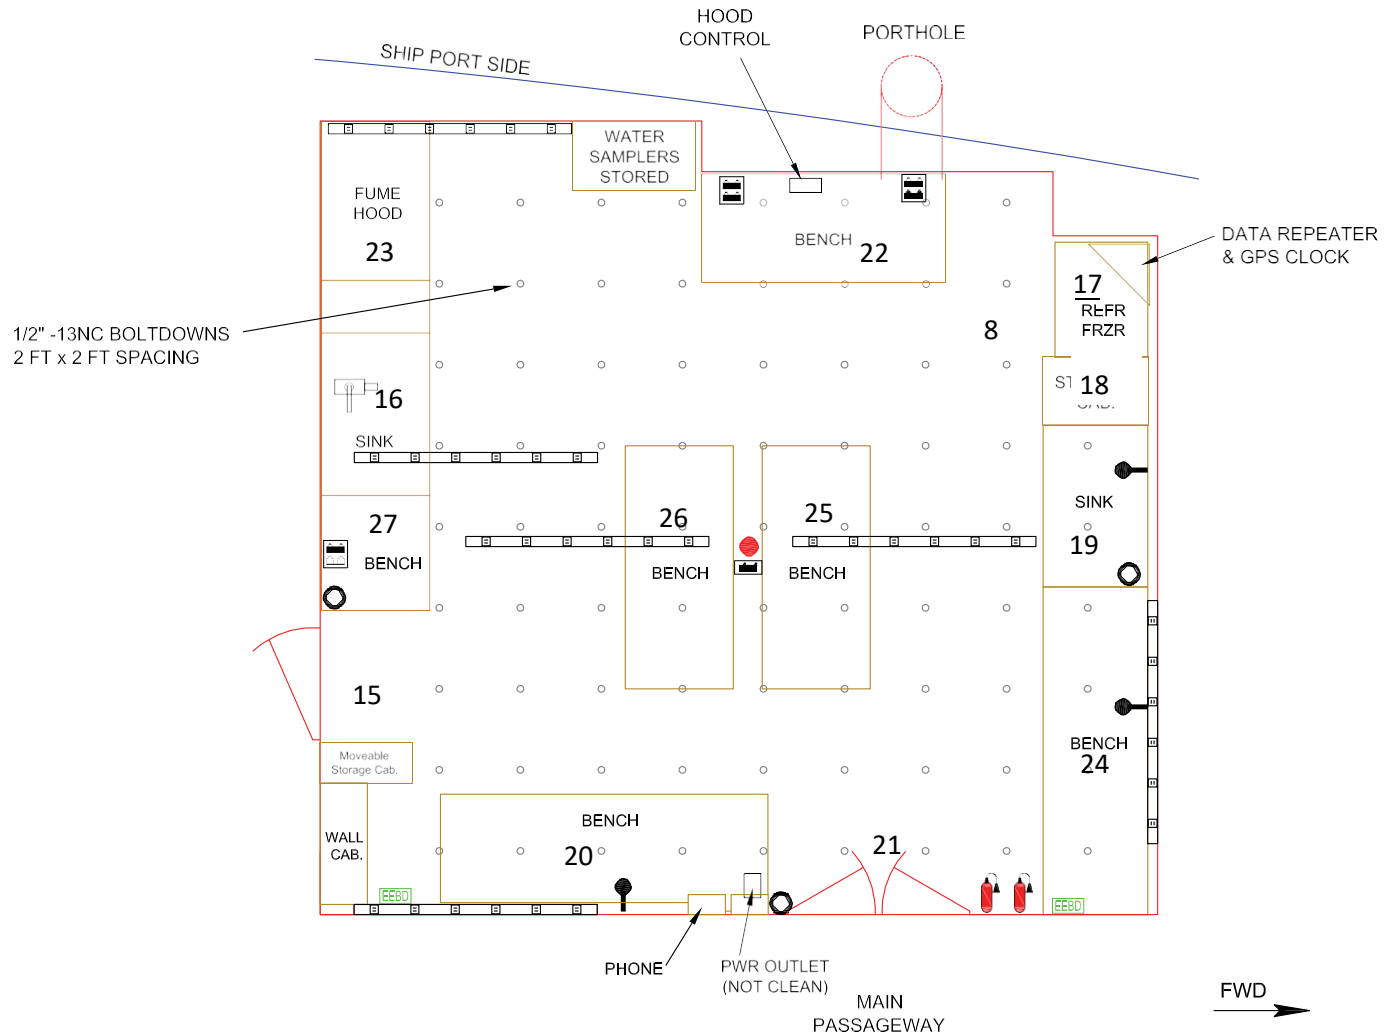 HOOD
CONTROL
PORTHOLE
SHIP PORT SIDE
WATER
SAMPLERS
STORED
FUME
HOOD
23
BENCH
22
DATA REPEATER
& GPS CLOCK
17
REFR
FRZR
1/2" -13NC BOLTDOWNS
2 FT x 2 FT SPACING
8
16
18
SINK
SINK
27
BENCH
26
BENCH
25
BENCH
19
15
BENCH
24
Moveable
Storage Cab.
WALL
CAB.
BENCH
20
21
EEBD
EEBD
PHONE
PWR OUTLET
(NOT CLEAN)
MAIN
PASSAGEWAY
FWD